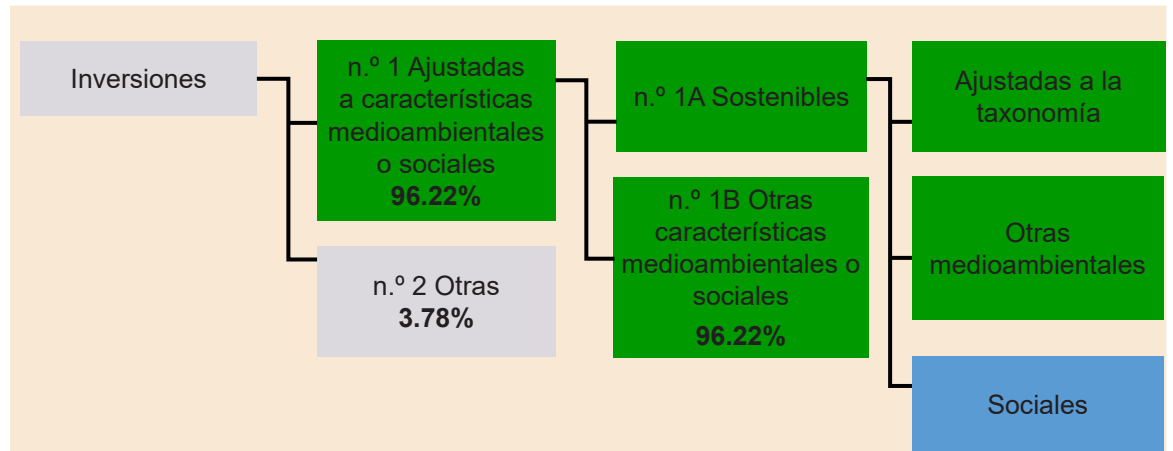 Inversiones
n.º 1 Ajustadas
a características
medioambientales
o sociales
96.22%
n.º 2 Otras
3.78%
n.º 1A Sostenibles
n.º 1B Otras
características
medioambientales o
sociales
96.22%
Ajustadas a la
taxonomía
Otras
medioambientales
Sociales